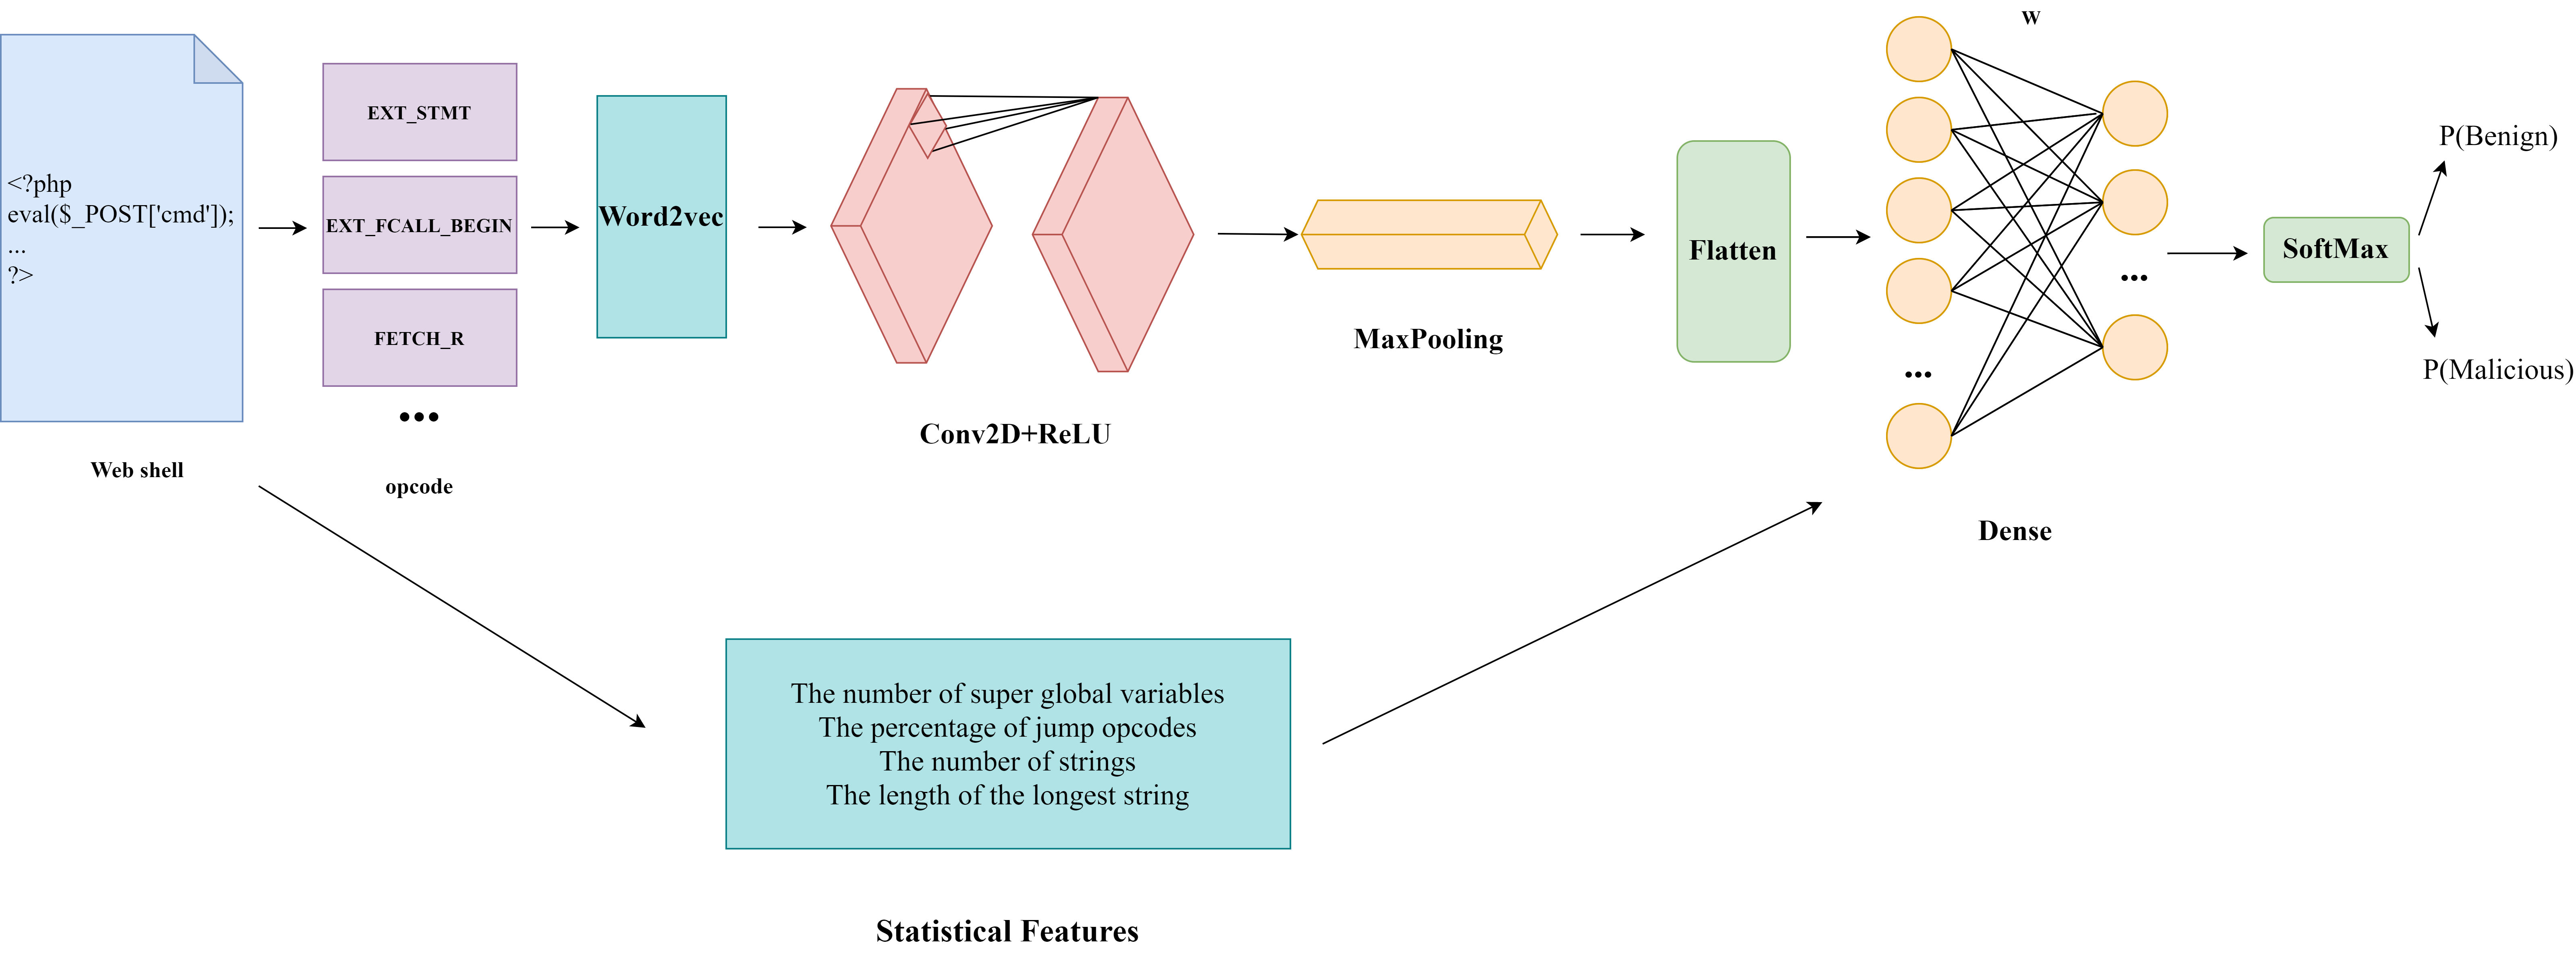 <?php
eval($_POST['cmd']);
...
?>
Web shell
EXT_STMT
EXT_FCALL_BEGIN
FETCH_R
...
opcode
Word2vec
Conv2D+ReLU
MaxPooling
Flatten
w
...
...
Dense
SoftMax
P(Benign)
P(Malicious)
The number of super global variables
The percentage of jump opcodes
The number of strings
The length of the longest string
Statistical Features